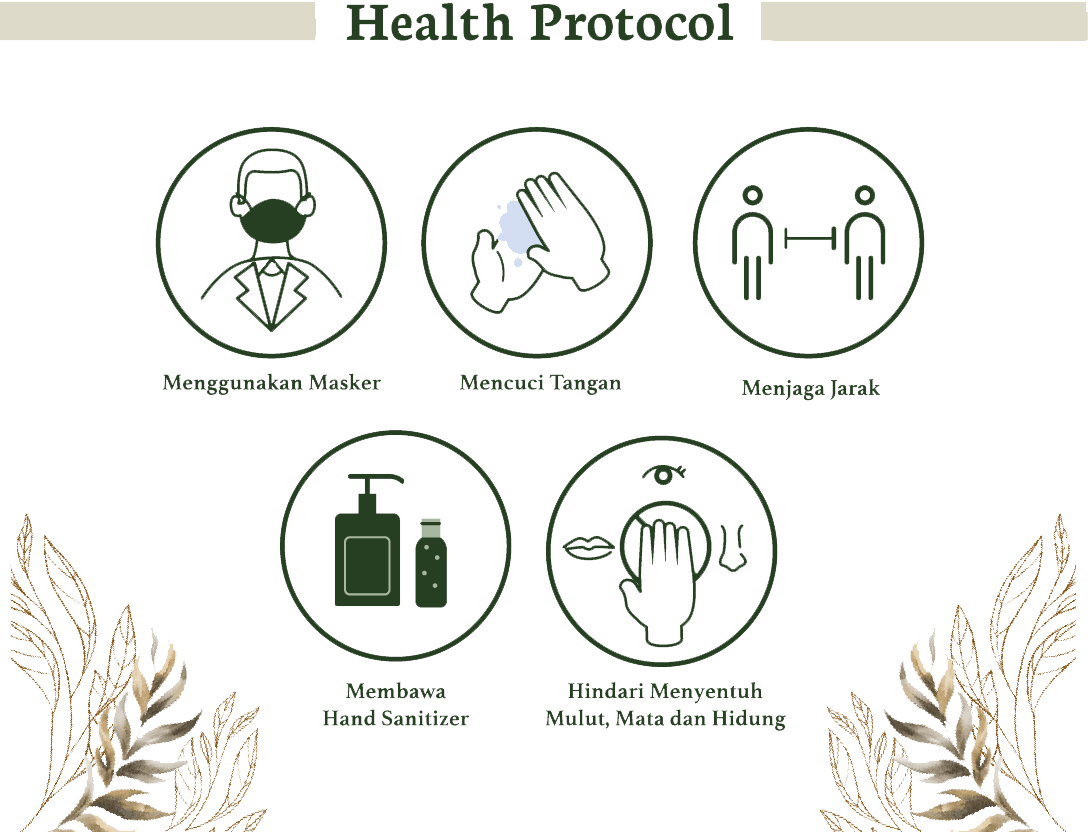 Health Protocol
Menggunakan Masker
Mencuci Tangan
Menjaga Jarak
Membawa
Hand Sanitizer
Hindari Menyentuh
Mulut, Mata dan Hidung